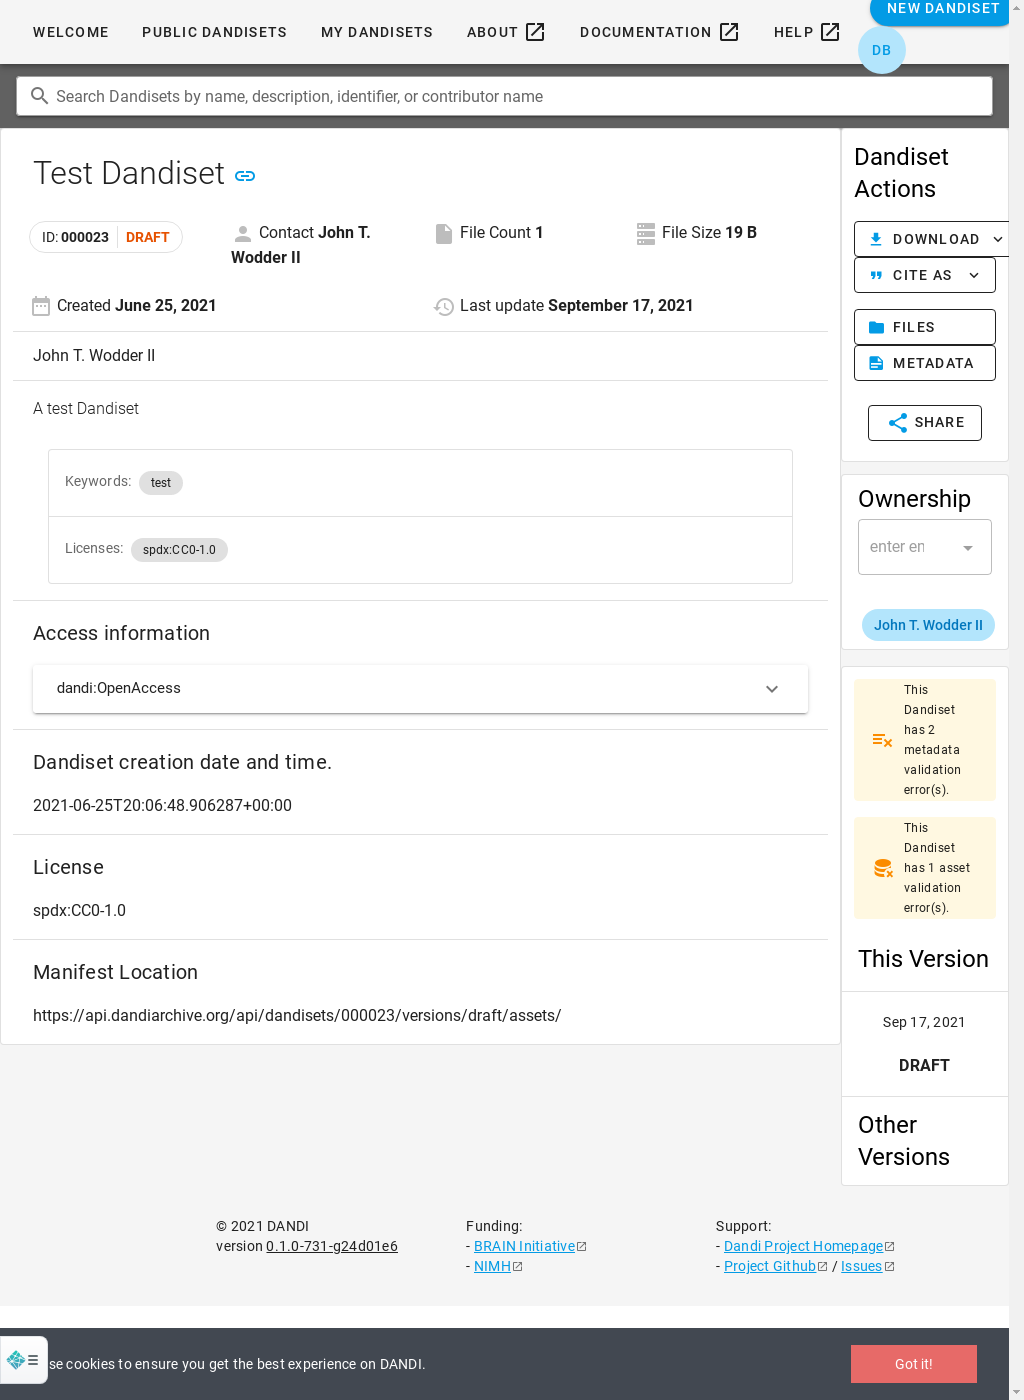 WELCOME PUBLIC DANDISETS MY DANDISETS ABOUT DOCUMENTATION HELP NEW DANDISET
DB
Search Dandisets by name, description, identifier, or contributor name
Test Dandiset
ID: 000023 DRAFT
Contact John T. Wodder II
File Count 1
File Size 19 B
Created June 25, 2021
Last update September 17, 2021
John T. Wodder II
A test Dandiset
Keywords: test
Licenses: spdx:CC0-1.0
Access information
dandi:OpenAccess
Dandiset creation date and time.
2021-06-25T20:06:48.906287+00:00
License
spdx:CC0-1.0
Manifest Location
https://api.dandiarchive.org/api/dandisets/000023/versions/draft/assets/
Dandiset
Actions
DOWNLOAD
CITE AS
FILES
METADATA
SHARE
Ownership
enter en
John T. Wodder II
This
Dandiset
has 2
metadata
validation
error(s).
This
Dandiset
has 1 asset
validation
error(s).
This Version
Sep 17, 2021
DRAFT
Other
Versions
© 2021 DANDI
version 0.1.0-731-g24d01e6
Funding:
- BRAIN Initiative
- NIMH
Support:
- Dandi Project Homepage
- Project Github / Issues
se cookies to ensure you get the best experience on DANDI.
Got it!